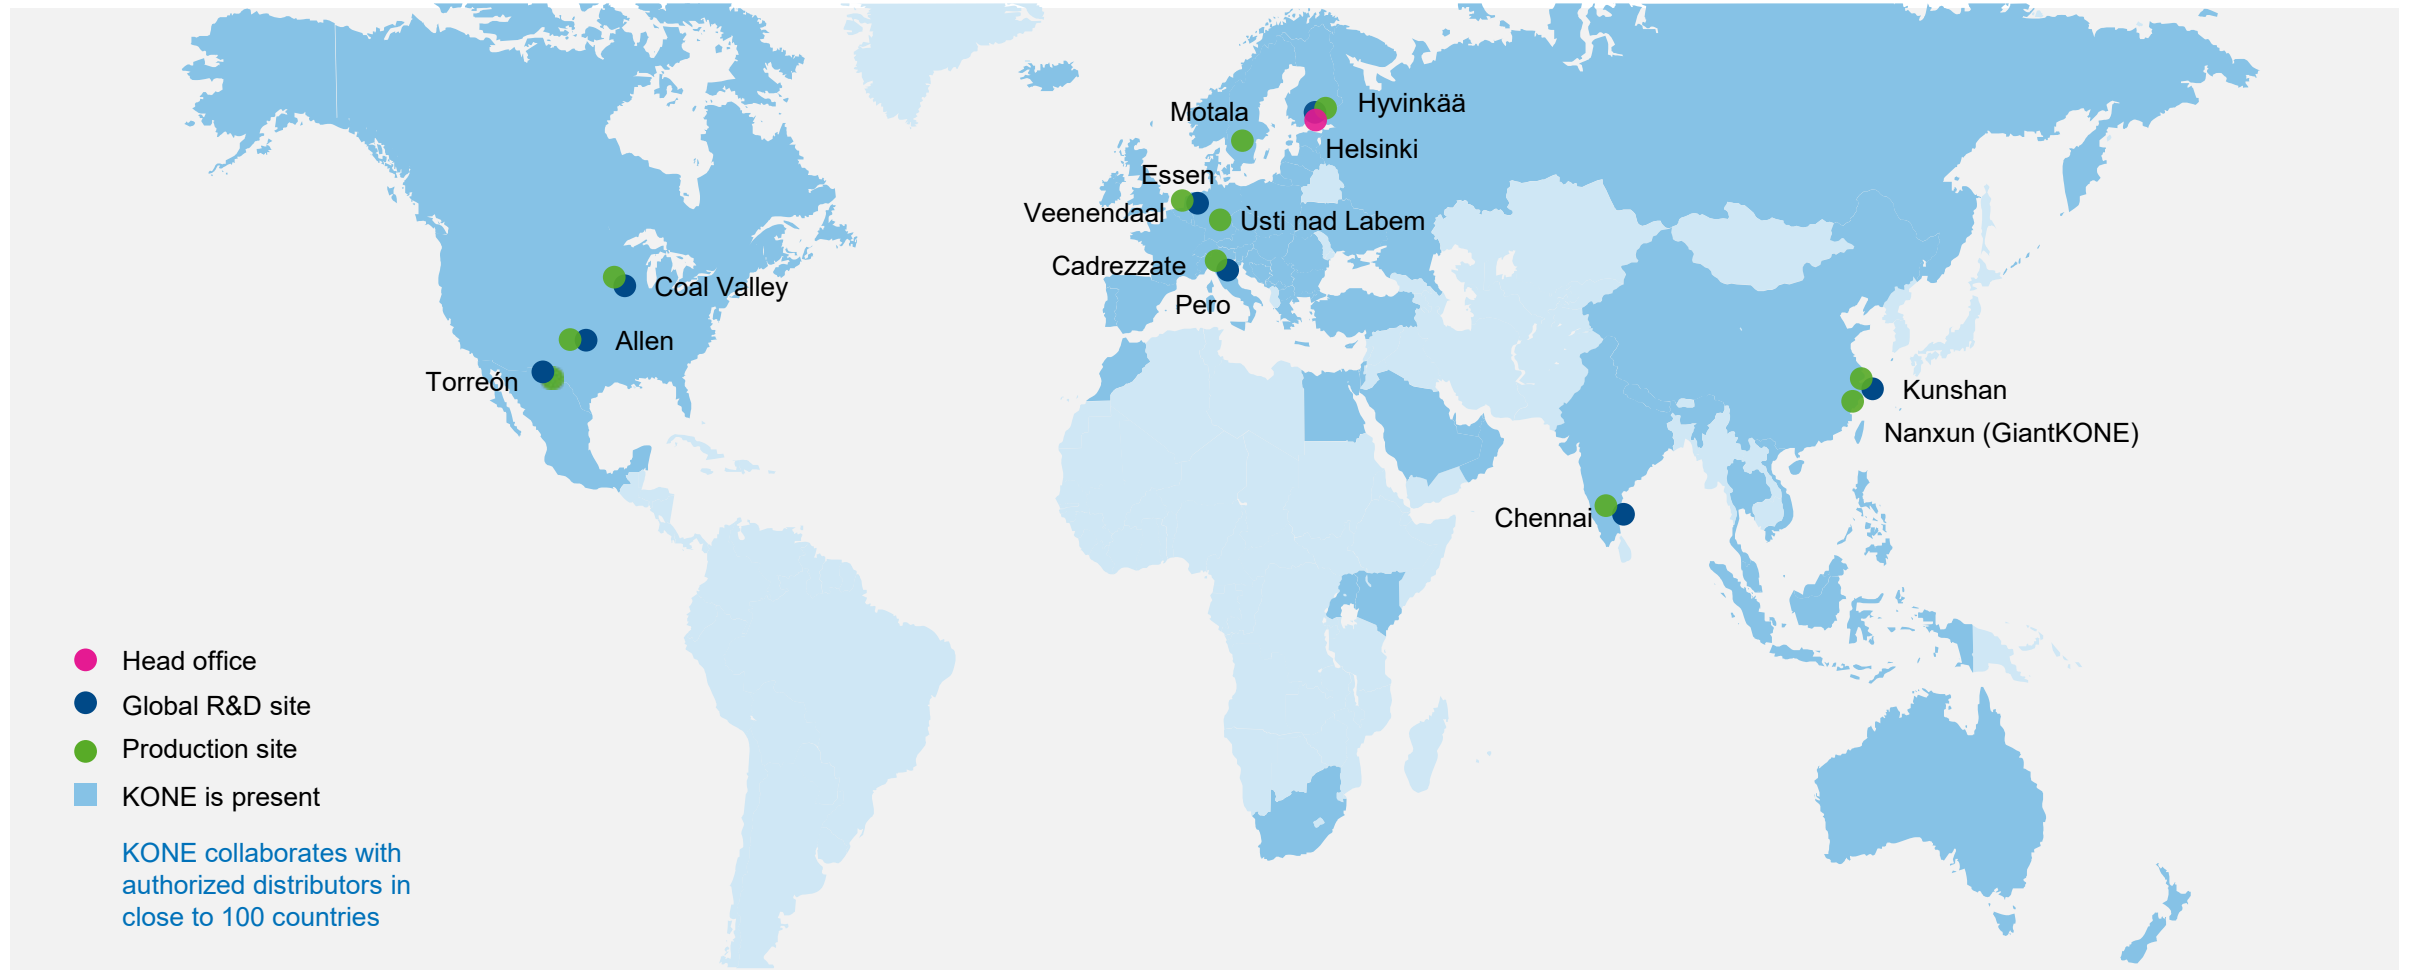 Motala
Hyvinkää
Helsinki
Essen
Veenendaal
Ùsti nad Labem
Cadrezzate
Pero
Coal Valley
Allen
Torreón
Kunshan
Nanxun (GiantKONE)
Chennai
Head office
Global R&D site
Production site
KONE is present
KONE collaborates with
authorized distributors in
close to 100 countries